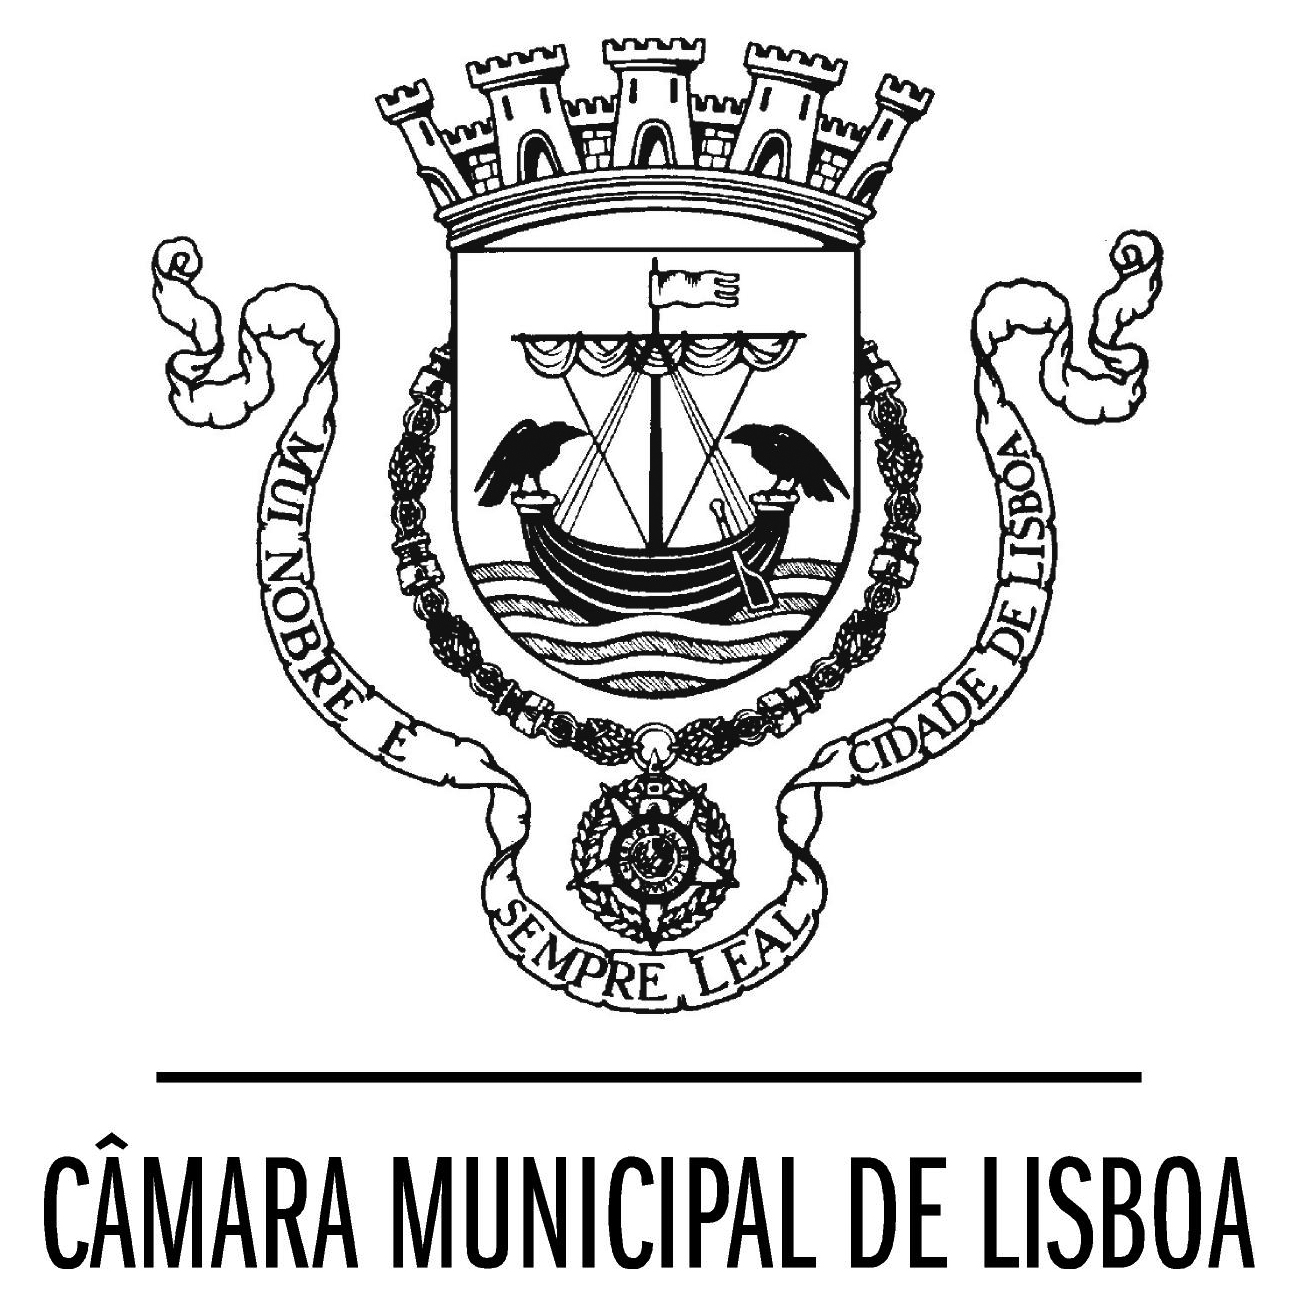 MUI NOBRE E
SEMPRE LEAL
CIDADE DE LISBOA
CÂMARA MUNICIPAL DE LISBOA